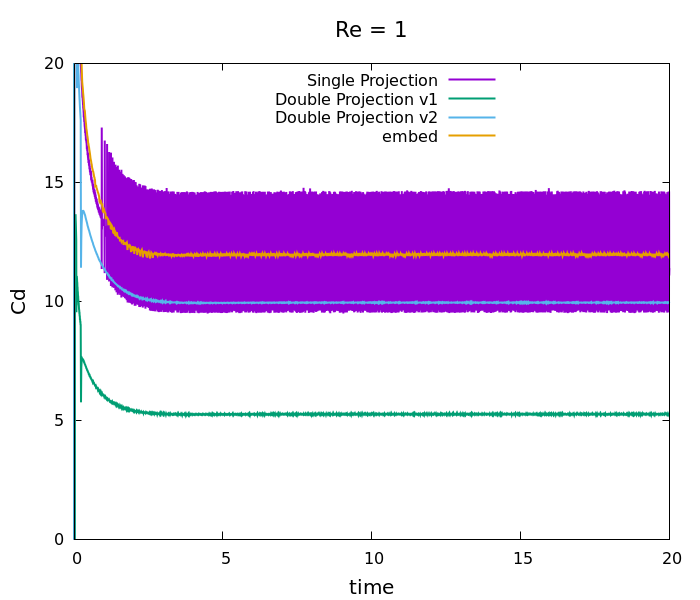 Re = 1
Single Projection
Double Projection v1
Double Projection v2
embed
20
15
10
5
0
Cd
0 5 10 15 20
time